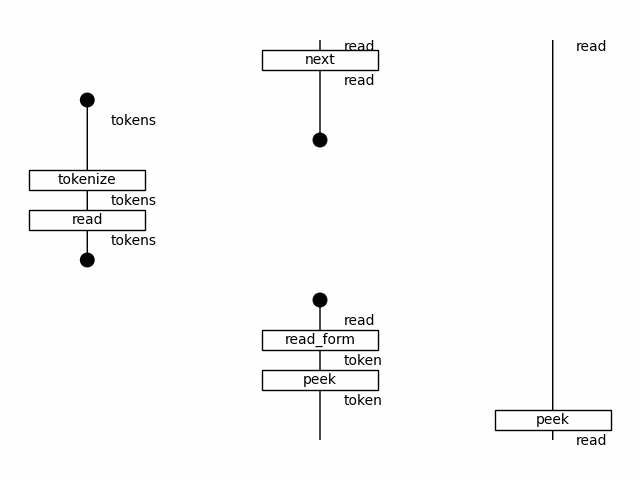 read
next
read
read
tokens
tokenize
tokens
read
tokens
read
read_form
token
peek
token
peek
read